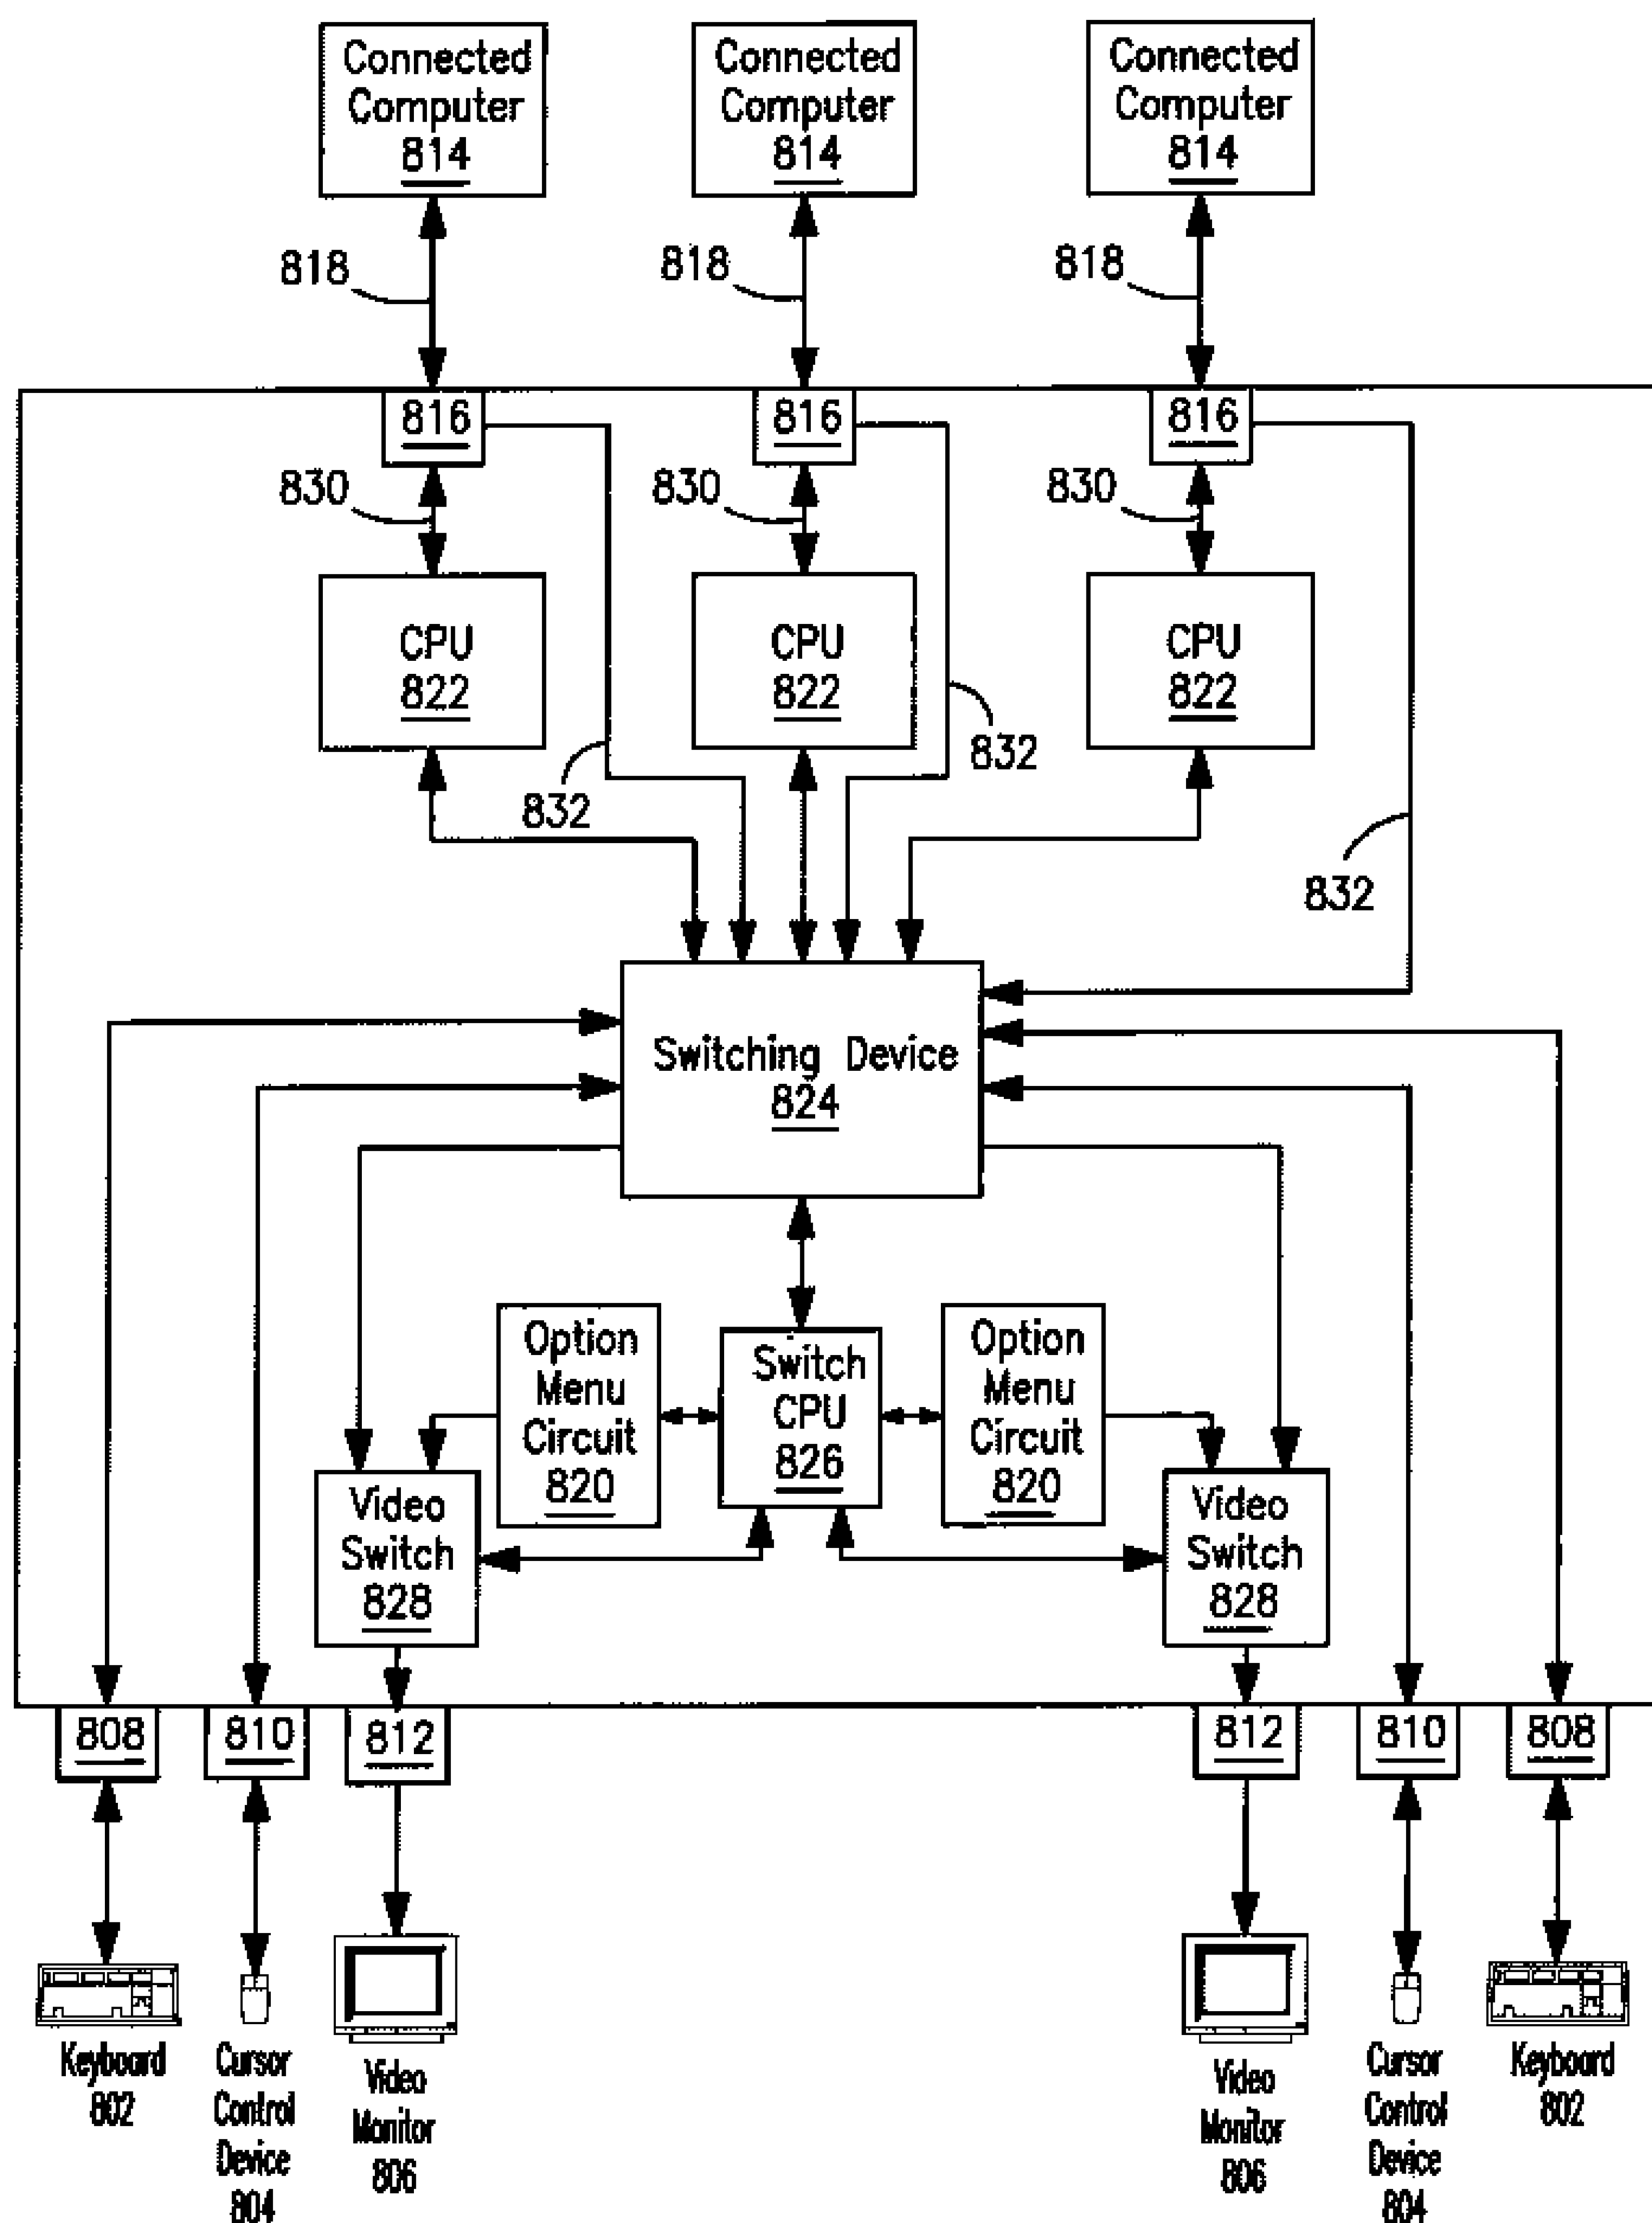 Connected
Computer
814
Connected
Computer
814
Connected
Computer
814
818
818
818
816
816
816
830
830
830
CPU
822
CPU
822
CPU
822
832
832
832
Switching Device
824
Option
Menu
Circuit
820
Switch
CPU
826
Option
Menu
Circuit
820
Video
Switch
828
Video
Switch
828
808
810
812
812
810
808
Keyboard
802
Cursor
Control
Device
804
Video
Monitor
806
Video
Monitor
806
Cursor
Control
Device
804
Keyboard
802